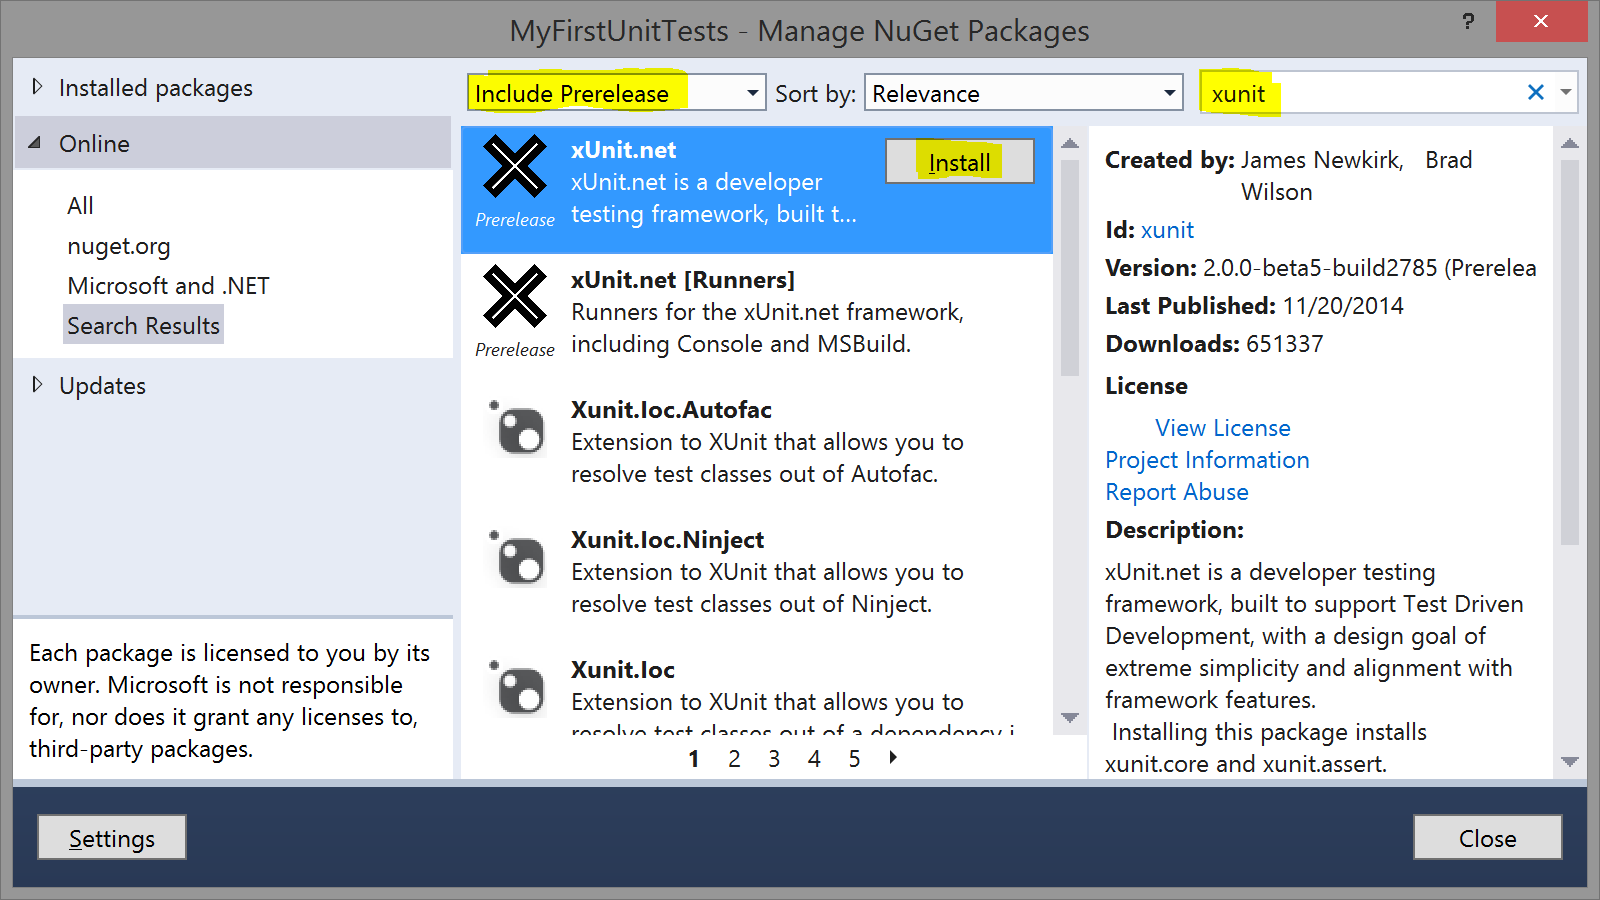 MyFirstUnitTests - Manage NuGet Packages
?
Installed packages
Online
All
nuget.org
Microsoft and .NET
Search Results
Updates
Each package is licensed to you by its
owner. Microsoft is not responsible
for, nor does it grant any licenses to,
third-party packages.
Include Prerelease
Sort by: Relevance
xunit
xUnit.net
Install
xUnit.net is a developer
testing framework, built t...
Prerelease
xUnit.net [Runners]
Runners for the xUnit.net framework,
including Console and MSBuild.
Prerelease
Xunit.Ioc.Autofac
Extension to XUnit that allows you to
resolve test classes out of Autofac.
Xunit.Ioc.Ninject
Extension to XUnit that allows you to
resolve test classes out of Ninject.
Xunit.Ioc
Extension to XUnit that allows you to
resolve test classes out of a dependency i
1 2 3 4 5
Created by: James Newkirk, Brad
Wilson
Id: xunit
Version: 2.0.0-beta5-build2785 (Prerelea
Last Published: 11/20/2014
Downloads: 651337
License
View License
Project Information
Report Abuse
Description:
xUnit.net is a developer testing
framework, built to support Test Driven
Development, with a design goal of
extreme simplicity and alignment with
framework features.
Installing this package installs
xunit.core and xunit.assert.
Settings
Close